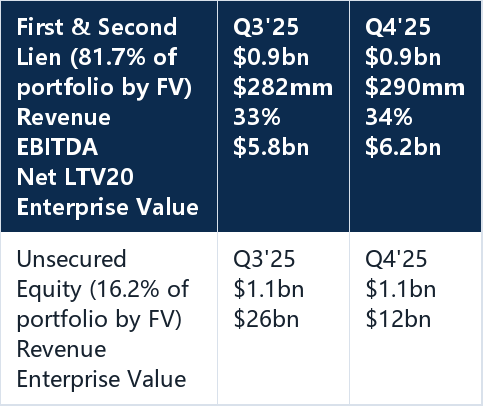 First & Second
Lien (81.7% of
portfolio by FV)
Revenue
EBITDA
Net LTV20
Enterprise Value
Q3'25
$0.9bn
$282mm
33%
$5.8bn
Q4'25
$0.9bn
$290mm
34%
$6.2bn
Unsecured
Equity (16.2% of
portfolio by FV)
Revenue
Enterprise Value
Q3'25
$1.1bn
$26bn
Q4'25
$1.1bn
$12bn